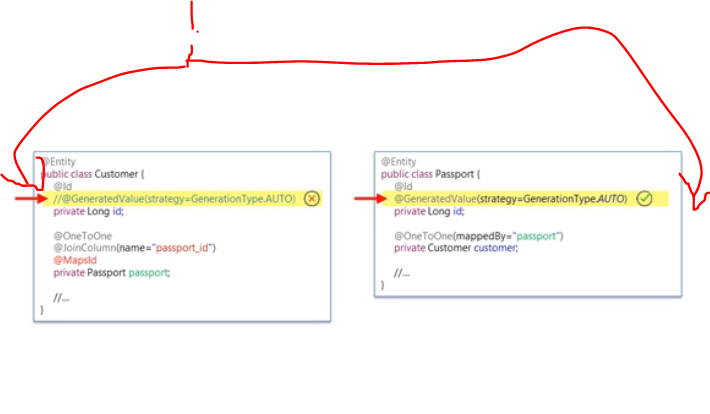 @Entity
public class Customer {
@Id
//@GeneratedValue(strategy=GenerationType.AUTO)
private Long id;
@OneToOne
@JoinColumn(name="passport_id")
@MapsId
private Passport passport;
//...
}
@Entity
public class Passport {
@Id
@GeneratedValue(strategy=GenerationType.AUTO)
private Long id;
@OneToOne(mappedBy="passport")
private Customer customer;
//...
}